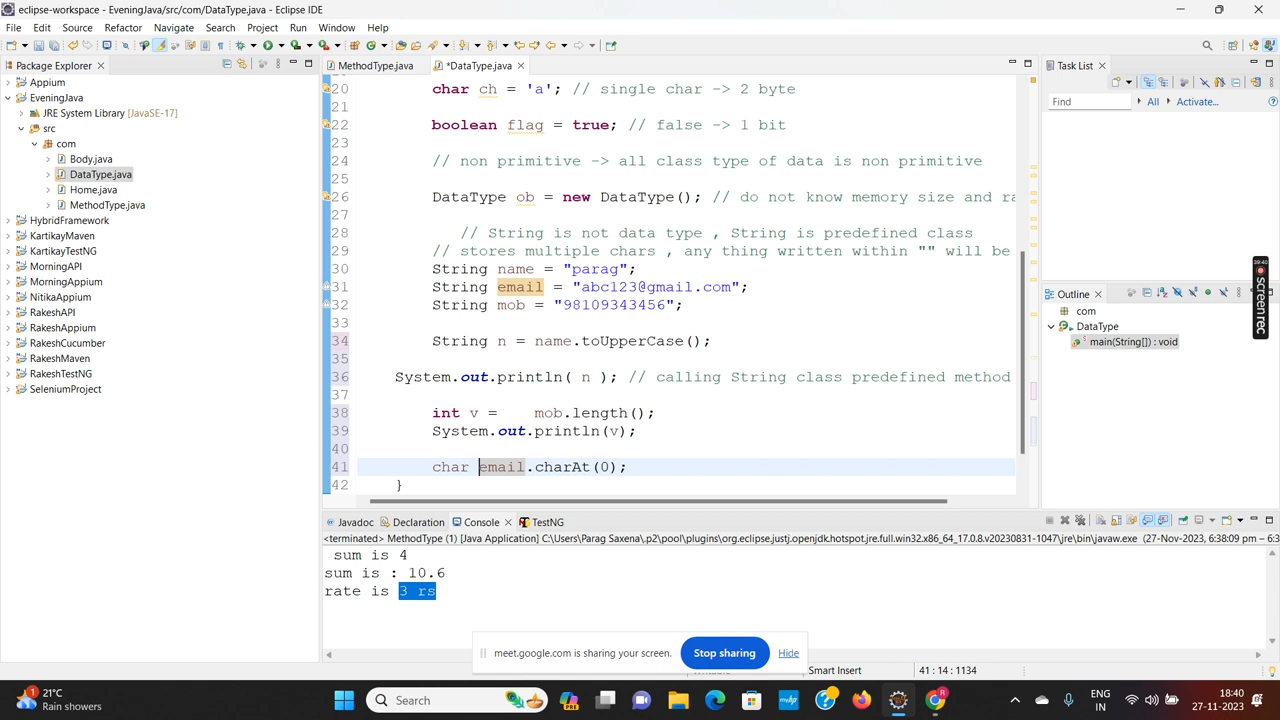 eclipse-workspace - EveningJava/src/com/DataType.java - Eclipse IDE
File Edit Source Refactor Navigate Search Project Run Window Help
Package Explorer
MethodType.java
*DataType.java
Task List
Appium
EveningJava
JRE System Library [JavaSE-17]
src
com
Body.java
DataType.java
Home.java
MethodType.java
HybridFramework
KartikayMaven
KartikayTestNG
MorningAPI
MorningAppium
NitikaAppium
RakeshAPI
RakeshAppium
RakeshCucumber
RakeshMaven
RakeshTestNG
SeleniumProject
20 char ch = 'a'; // single char -> 2 byte
21
22 boolean flag = true; // false -> 1 bit
23
24 // non primitive -> all class type of data is non primitive
25
26 DataType ob = new DataType(); // do not know memory size and ra
27
28 // String is not data type , String is predefined class
29 // stores multiple chars , any thing written within "" will be
30 String name = "parag";
31 String email = "abc123@gmail.com";
32 String mob = "98109343456";
33
34 String n = name.toUpperCase();
35
36 System.out.println( n ); // calling String class predefined method
37
38 int v = mob.length();
39 System.out.println(v);
40
41 char email.charAt(0);
42 }
Find All Activate...
39:40
screenrec
Outline
com
DataType
main(String[]) : void
Javadoc Declaration Console TestNG
<terminated> MethodType (1) [Java Application] C:\Users\Parag Saxena\.p2\pool\plugins\org.eclipse.justj.openjdk.hotspot.jre.full.win32.x86_64_17.0.8.v20230831-1047\jre\bin\javaw.exe (27-Nov-2023, 6:38:09 pm – 6:3
sum is 4
sum is : 10.6
rate is 3 rs
meet.google.com is sharing your screen. Stop sharing Hide
Smart Insert 41 : 14 : 1134
1
21°C
Rain showers
Search
PRE
ENG
IN
18:40
27-11-2023